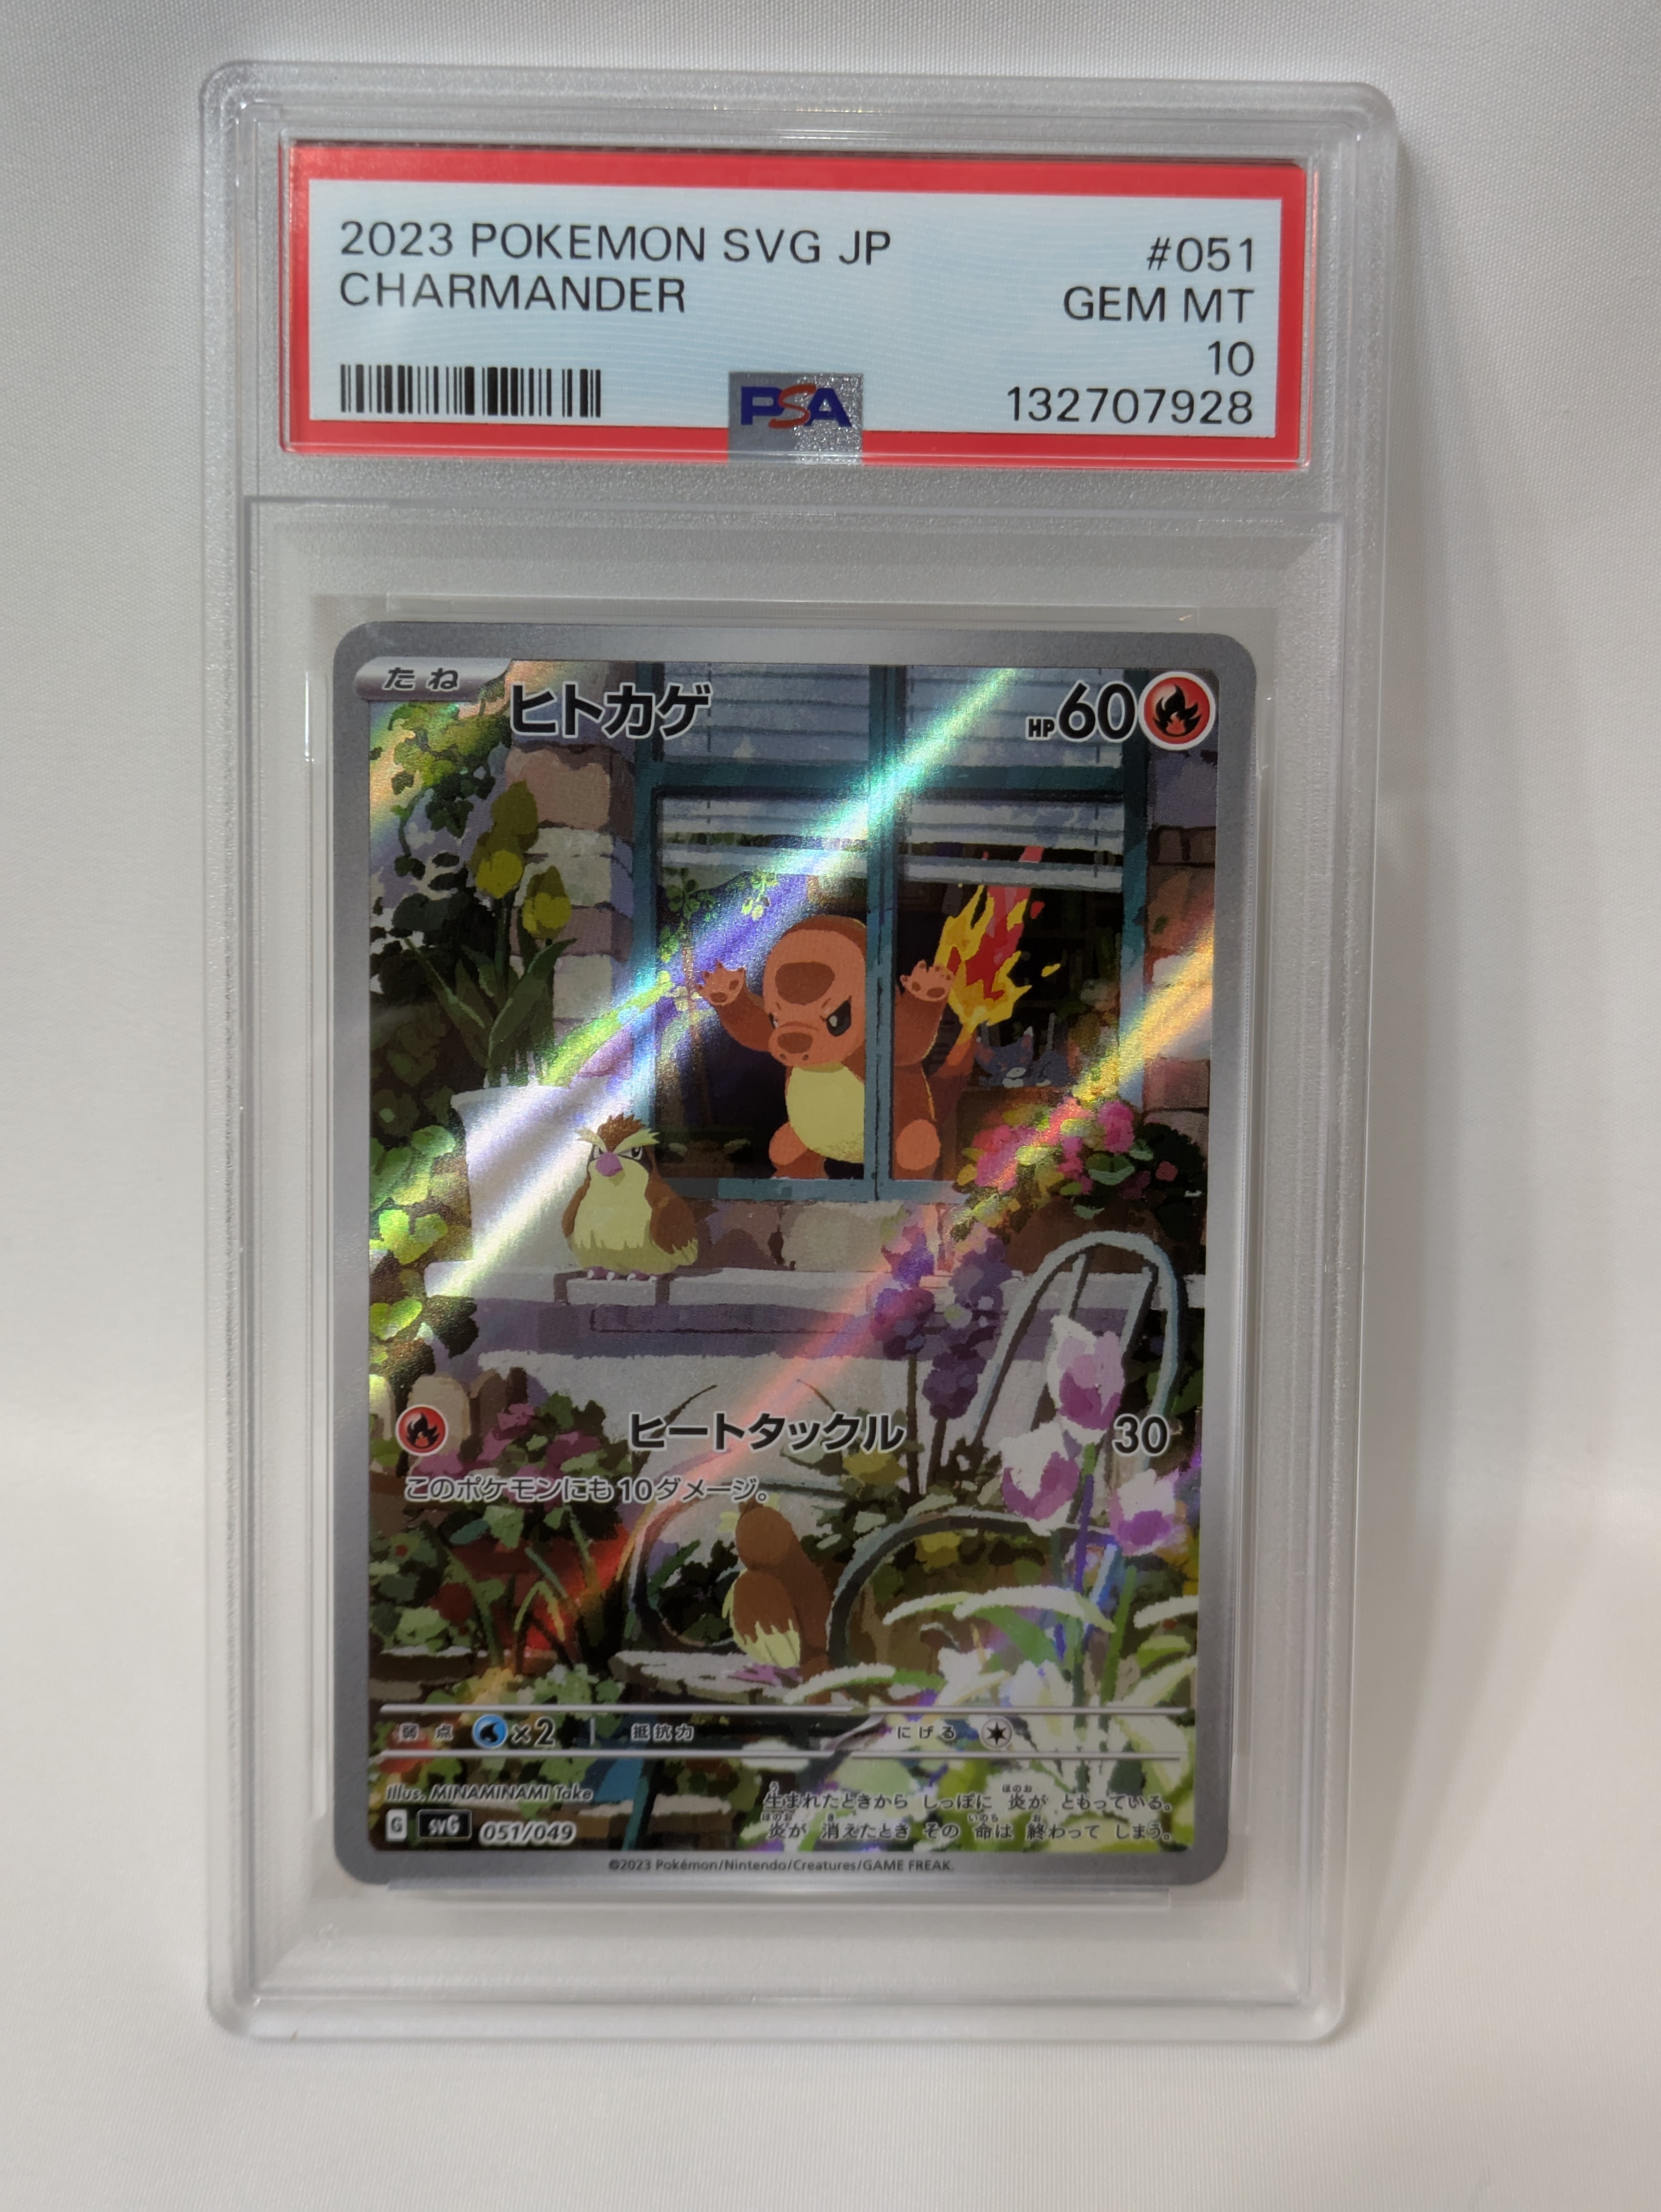 2023 POKEMON SVG JP
#051
CHARMANDER
GEM MT
10
PSA
132707928
たね
ヒトカゲ
HP60
ヒートタックル
30
このポケモンにも10ダメージ。
弱点 ×2 抵抗力 にげる
Illus. MINAMINAMI Take
生まれたときから しっぽに 炎が ともっている。
炎が 消えたとき その 命は 終わって しまう。
G svG 051/049
©2023 Pokémon/Nintendo/Creatures/GAME FREAK.